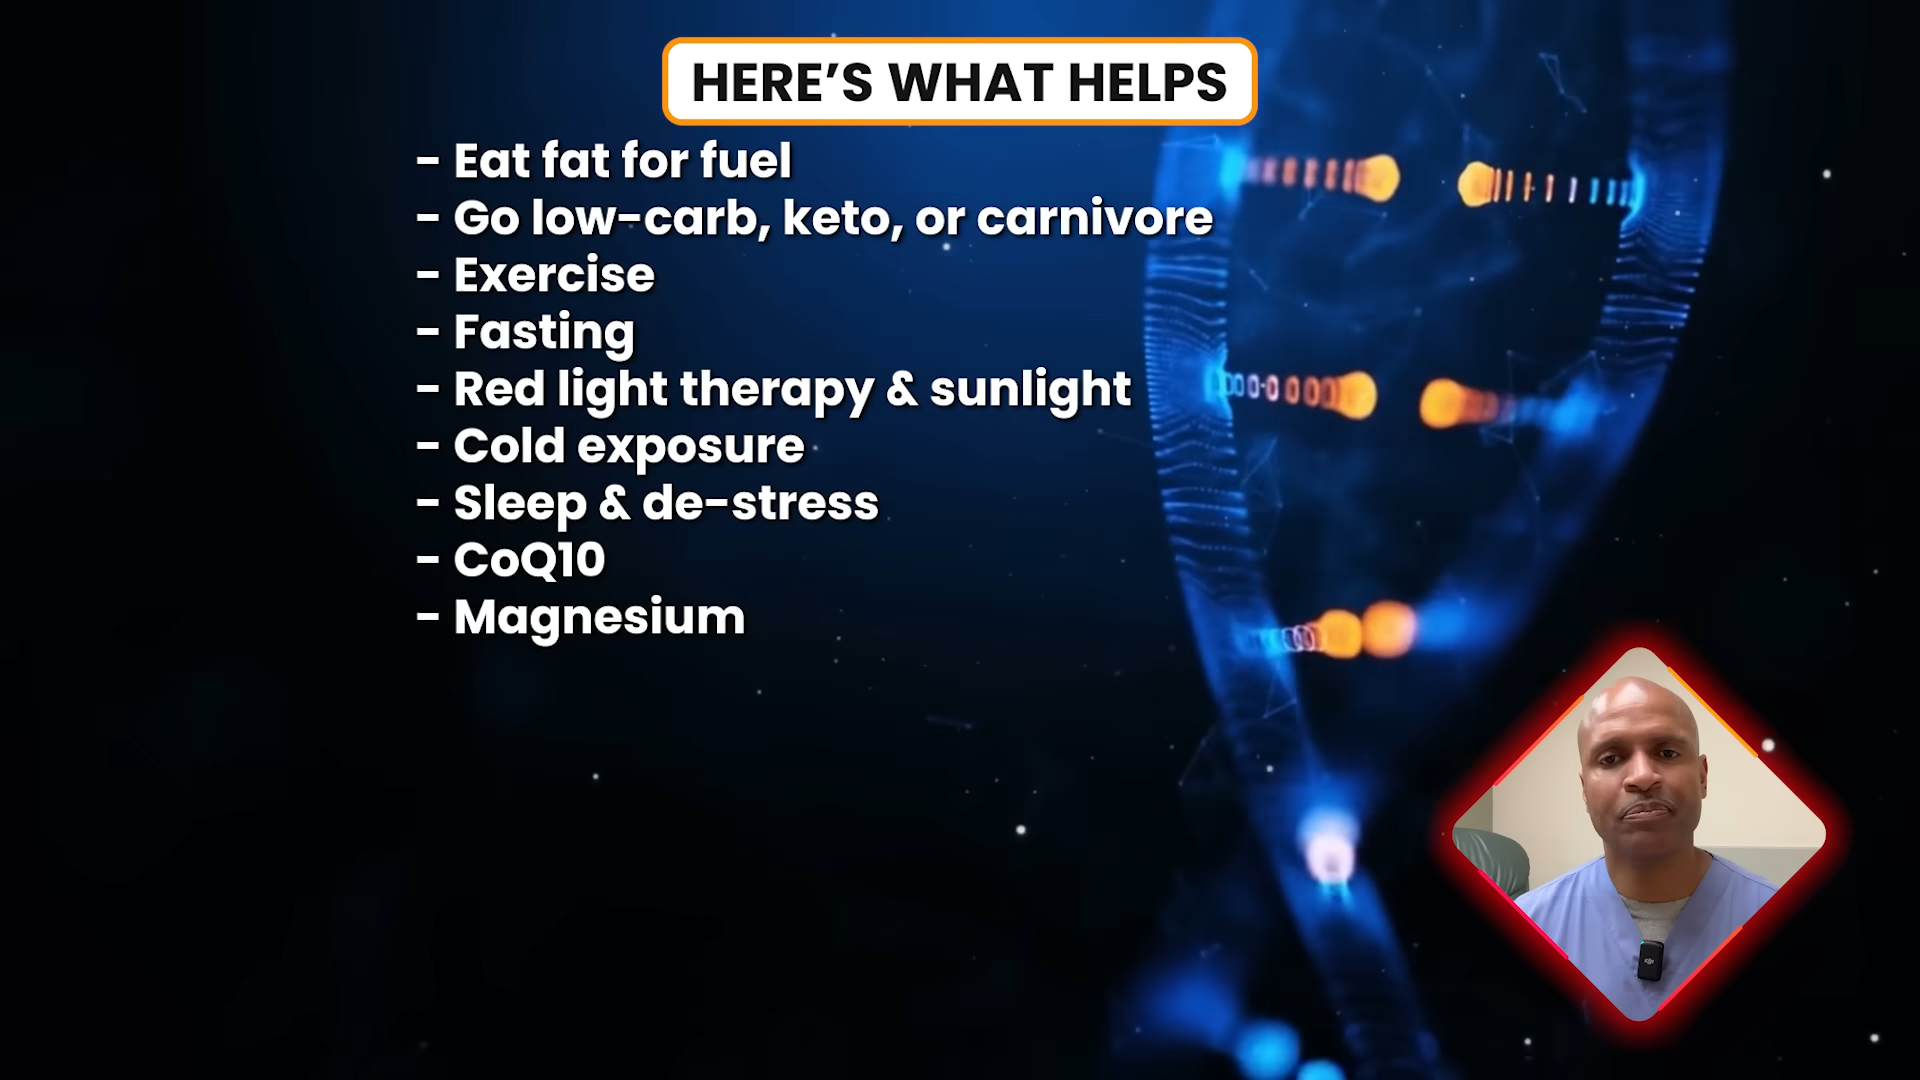 HERE’S WHAT HELPS
- Eat fat for fuel
- Go low-carb, keto, or carnivore
- Exercise
- Fasting
- Red light therapy & sunlight
- Cold exposure
- Sleep & de-stress
- CoQ10
- Magnesium